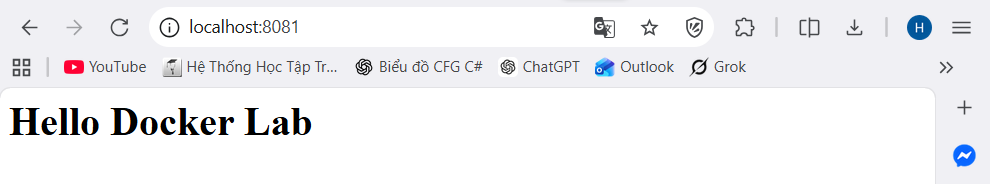 localhost:8081
H
YouTube Hệ Thống Học Tập Tr... Biểu đồ CFG C# ChatGPT Outlook Grok
Hello Docker Lab